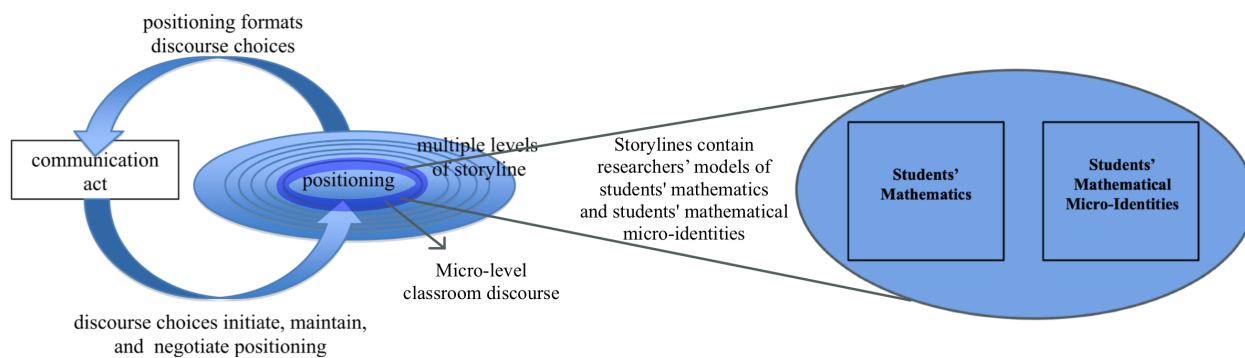 positioning formats
discourse choices
communication
act
multiple levels
of storyline
positioning
Micro-level
classroom discourse
discourse choices initiate, maintain,
and negotiate positioning
Storylines contain
researchers' models of
students' mathematics
and students' mathematical
micro-identities
Students'
Mathematics
Students'
Mathematical
Micro-Identities